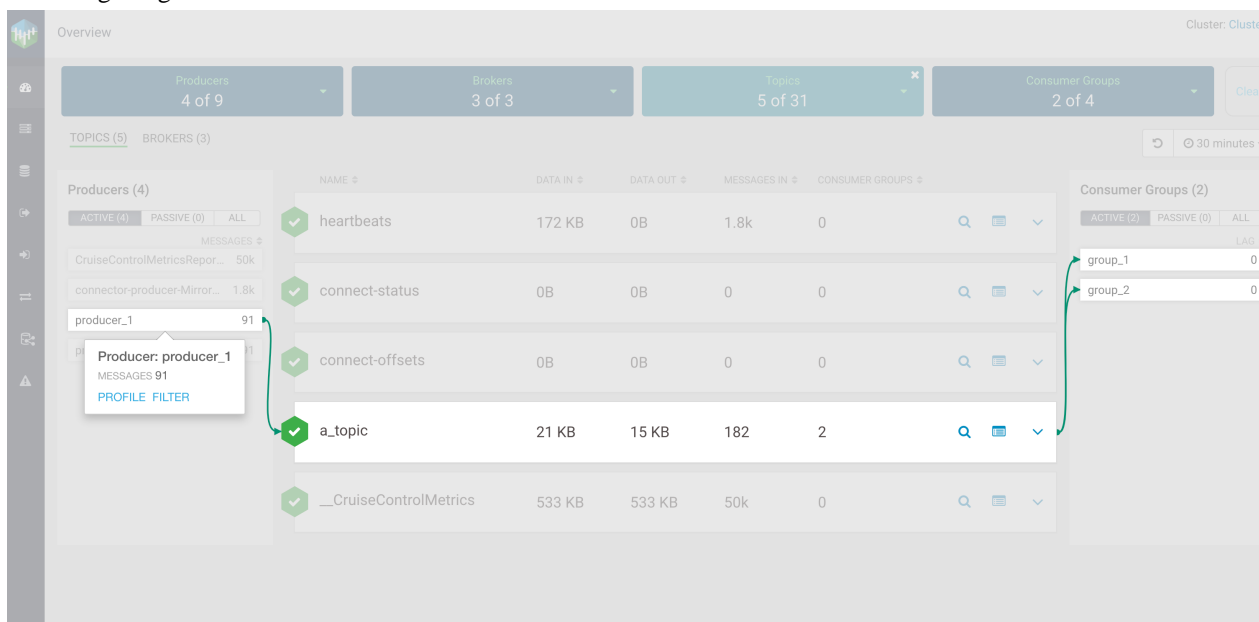 Overview
Cluster: Cluste
Producers
4 of 9
Brokers
3 of 3
Topics
5 of 31
Consumer Groups
2 of 4
Clea
TOPICS (5) BROKERS (3)
30 minutes
Producers (4)
ACTIVE (4) PASSIVE (0) ALL
MESSAGES
CruiseControlMetricsRepor... 50k
connector-producer-Mirror... 1.8k
producer_1 91
Producer: producer_1
MESSAGES 91
PROFILE FILTER
NAME DATA IN DATA OUT MESSAGES IN CONSUMER GROUPS
heartbeats 172 KB 0B 1.8k 0
connect-status 0B 0B 0 0
connect-offsets 0B 0B 0 0
a_topic 21 KB 15 KB 182 2
__CruiseControlMetrics 533 KB 533 KB 50k 0
Consumer Groups (2)
ACTIVE (2) PASSIVE (0) ALL
LAG
group_1 0
group_2 0